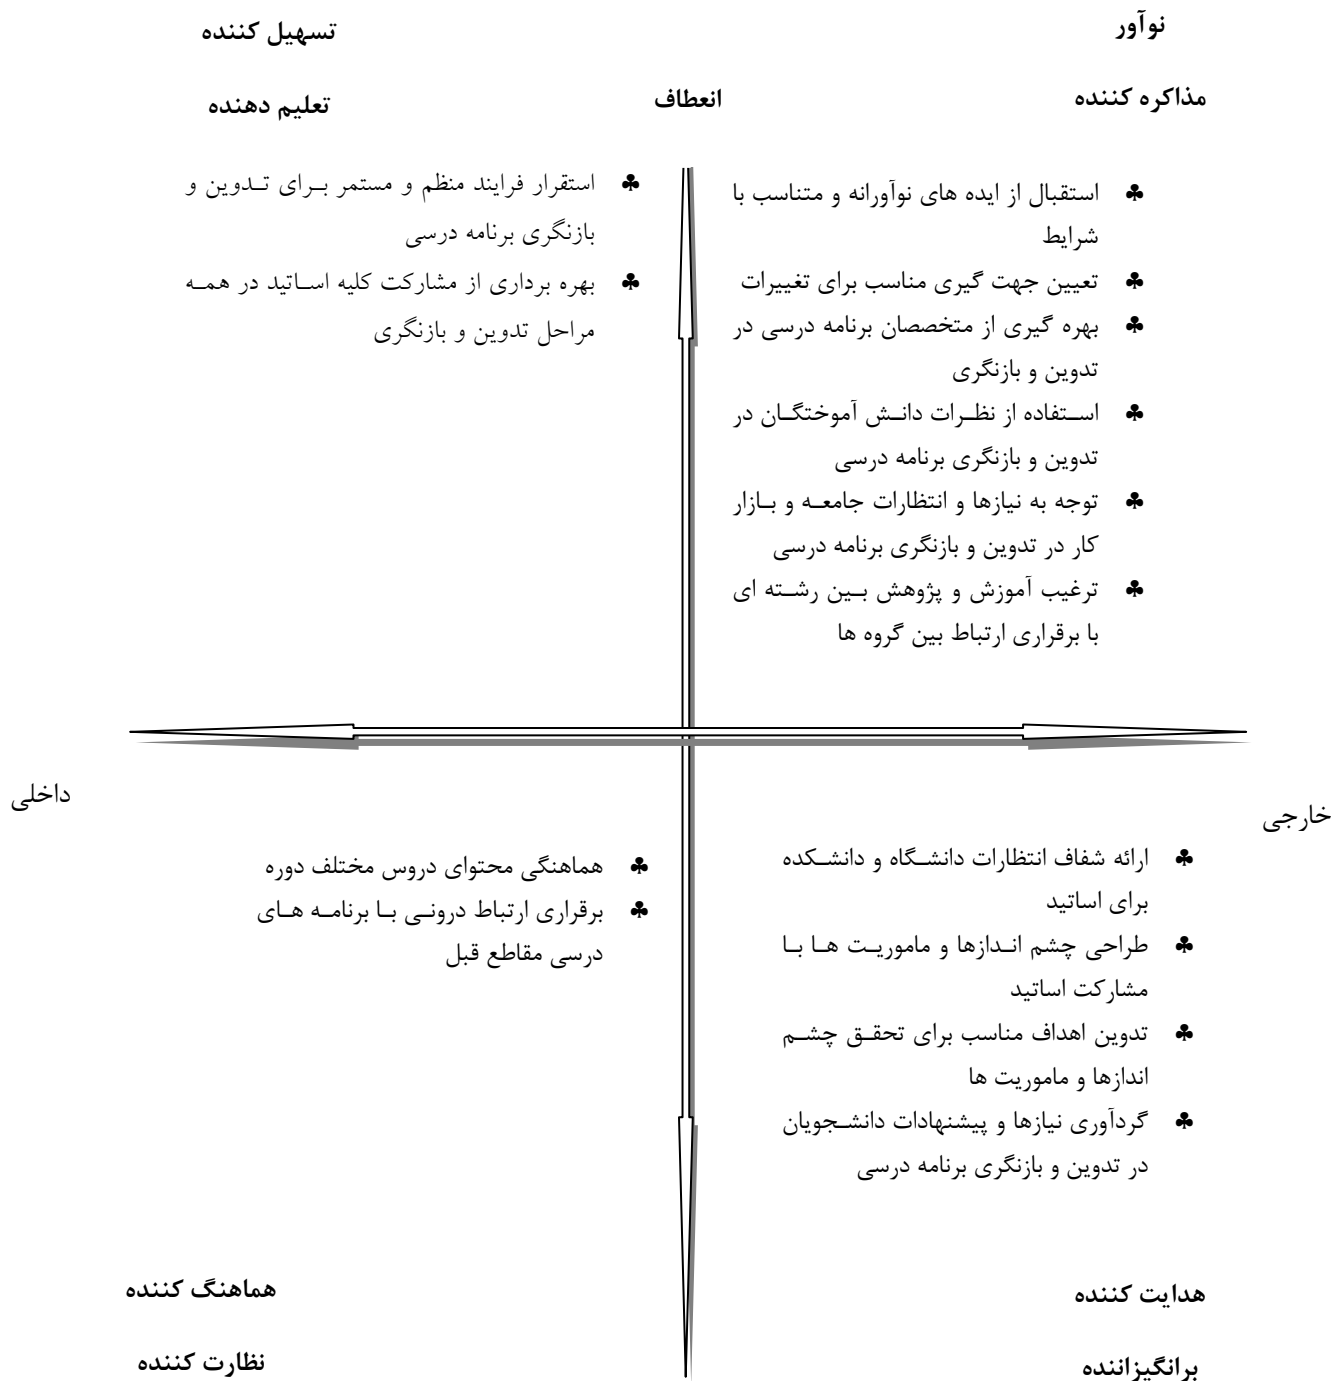 نوآور
مذاکره کننده
تسهیل کننده
تعلیم دهنده
انعطاف
♣ استقبال از ایده های نوآورانه و متناسب با
شرایط
♣ تعیین جهت گیری مناسب برای تغییرات
♣ بهره گیری از متخصصان برنامه درسی در
تدوین و بازنگری
♣ استفاده از نظرات دانش آموختگان در
تدوین و بازنگری برنامه درسی
♣ توجه به نیازها و انتظارات جامعه و بازار
کار در تدوین و بازنگری برنامه درسی
♣ ترغیب آموزش و پژوهش بین رشته ای
با برقراری ارتباط بین گروه ها
♣ استقرار فرایند منظم و مستمر برای تدوین و
بازنگری برنامه درسی
♣ بهره برداری از مشارکت کلیه اساتید در همه
مراحل تدوین و بازنگری
خارجی
داخلی
♣ ارائه شفاف انتظارات دانشگاه و دانشکده
برای اساتید
♣ طراحی چشم اندازها و ماموریت ها با
مشارکت اساتید
♣ تدوین اهداف مناسب برای تحقق چشم
اندازها و ماموریت ها
♣ گردآوری نیازها و پیشنهادات دانشجویان
در تدوین و بازنگری برنامه درسی
♣ هماهنگی محتوای دروس مختلف دوره
♣ برقراری ارتباط درونی با برنامه های
درسی مقاطع قبل
هدایت کننده
برانگیزاننده
هماهنگ کننده
نظارت کننده